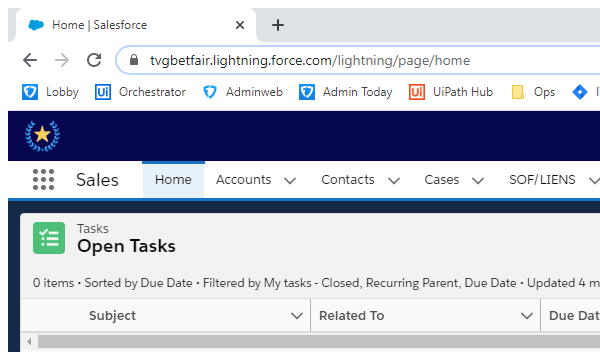 Home | Salesforce
tvgbetfair.lightning.force.com/lightning/page/home
Lobby Ui Orchestrator Adminweb Admin Today Ui UiPath Hub Ops
Sales Home Accounts Contacts Cases SOF/LIENS
Tasks
Open Tasks
0 items • Sorted by Due Date • Filtered by My tasks - Closed, Recurring Parent, Due Date • Updated 4 m
Subject Related To Due Dat